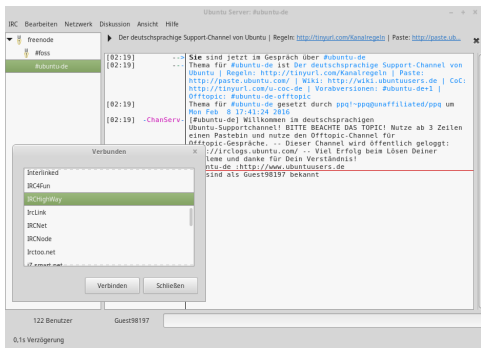 Ubuntu Server: #ubuntu-de
IRC Bearbeiten Netzwerk Diskussion Ansicht Hilfe
freenode
#foss
#ubuntu-de
Der deutschsprachige Support-Channel von Ubuntu | Regeln: http://tinyurl.com/Kanalregeln | Paste: http://paste.ub...
[02:19] --> Sie sind jetzt im Gespräch über #ubuntu-de
[02:19] --- Thema für #ubuntu-de ist Der deutschsprachige Support-Channel von
Ubuntu | Regeln: http://tinyurl.com/Kanalregeln | Paste:
http://paste.ubuntu.com/ | Wiki: http://wiki.ubuntuusers.de | CoC:
http://tinyurl.com/u-coc-de | Vorabversionen: #ubuntu-de+1 |
Offtopic: #ubuntu-de-offtopic
[02:19] Thema für #ubuntu-de gesetzt durch ppq!~ppq@unaffiliated/ppq um
Mon Feb 8 17:41:24 2016
[02:19] -ChanServ- [#ubuntu-de] Willkommen im deutschsprachigen
Ubuntu-Supportchannel! BITTE BEACHTE DAS TOPIC! Nutze ab 3 Zeilen
einen Pastebin und nutze den Offtopic-Channel für
Offtopic-Gespräche. -- Dieser Channel wird öffentlich geloggt:
://irclogs.ubuntu.com/ -- Viel Erfolg beim Lösen Deiner
leme und danke für Dein Verständnis!
ntu-de :http://www.ubuntuusers.de
sind als Guest98197 bekannt
Verbunden
Interlinked
IRC4Fun
IRCHighWay
IrcLink
IRCNet
IRCNode
Irctoo.net
Verbinden Schließen
122 Benutzer Guest98197
0,1s Verzögerung